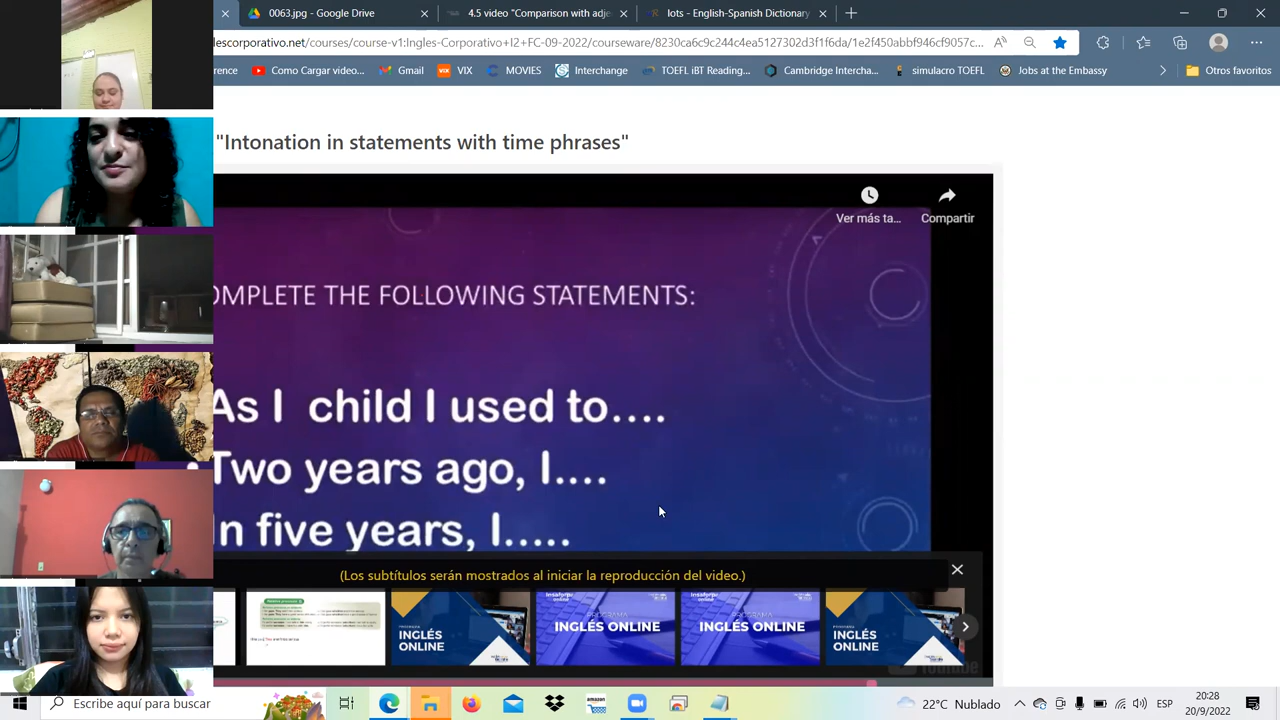 0063.jpg - Google Drive
4.5 video "Comparison with adje
lots - English-Spanish Dictionary
lescorporativo.net/courses/course-v1:Ingles-Corporativo+I2+FC-09-2022/courseware/8230ca6c9c244c4ea5127302d3f1f6da/1e2f450abbb946cf9057c...
rence
Como Cargar video...
Gmail
VIX
MOVIES
Interchange
TOEFL iBT Reading...
Cambridge Intercha...
simulacro TOEFL
Jobs at the Embassy
Otros favoritos
"Intonation in statements with time phrases"
Ver más ta...
Compartir
OMPLETE THE FOLLOWING STATEMENTS:
As I child I used to....
Two years ago, I....
In five years, I.....
(Los subtítulos serán mostrados al iniciar la reproducción del video.)
INGLÉS
ONLINE
INGLÉS ONLINE
INGLÉS ONLINE
INGLÉS
ONLINE
Escribe aquí para buscar
amazon
22°C Nublado
ESP
20:28
20/9/2022